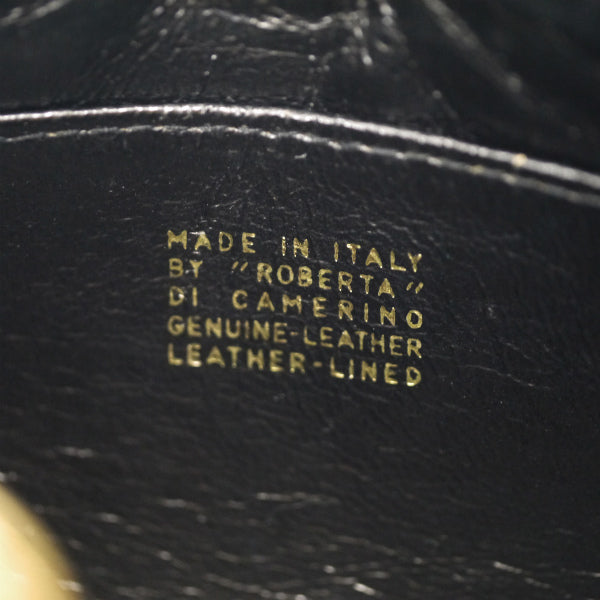 MADE IN ITALY
BY "ROBERTA"
DI CAMERINO
GENUINE-LEATHER
LEATHER-LINED